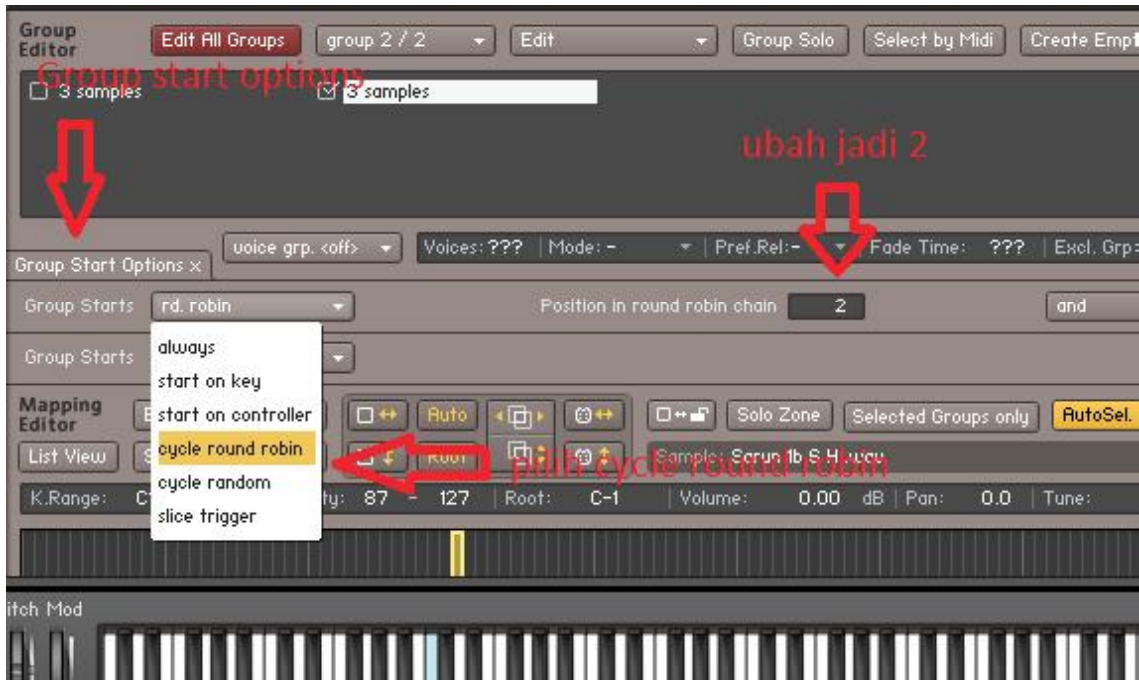 Group Editor
Edit All Groups
group 2 / 2
Edit
Group Solo
Select by Midi
Create Empt
Group start options
3 samples
3 samples
ubah jadi 2
voice grp. <off>
Voices: ???
Mode: -
Pref.Rel: -
Fade Time: ???
Excl. Grp:
Group Start Options x
Group Starts
rd. robin
Position in round robin chain
2
and
Group Starts
always
start on key
start on controller
cycle round robin
cycle random
slice trigger
Mapping Editor
Auto
Solo Zone
Selected Groups only
AutoSel.
List View
Root
Sample:
pilih cycle round robin
K.Range:
87 - 127
Root: C-1
Volume: 0.00 dB
Pan: 0.0
Tune:
itch Mod